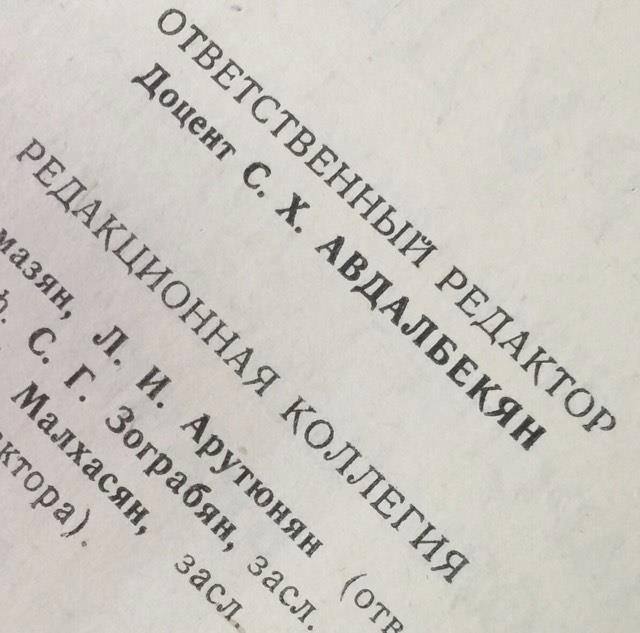 ОТВЕТСТВЕННЫЙ РЕДАКТОР
Доцент С. Х. АВДАЛБЕКЯН
РЕДАКЦИОННАЯ КОЛЛЕГИЯ
мазян, Л. И. Арутюнян (отв
ф. С. Г. Зограбян, засл.
Малхасян, засл.
ктора).